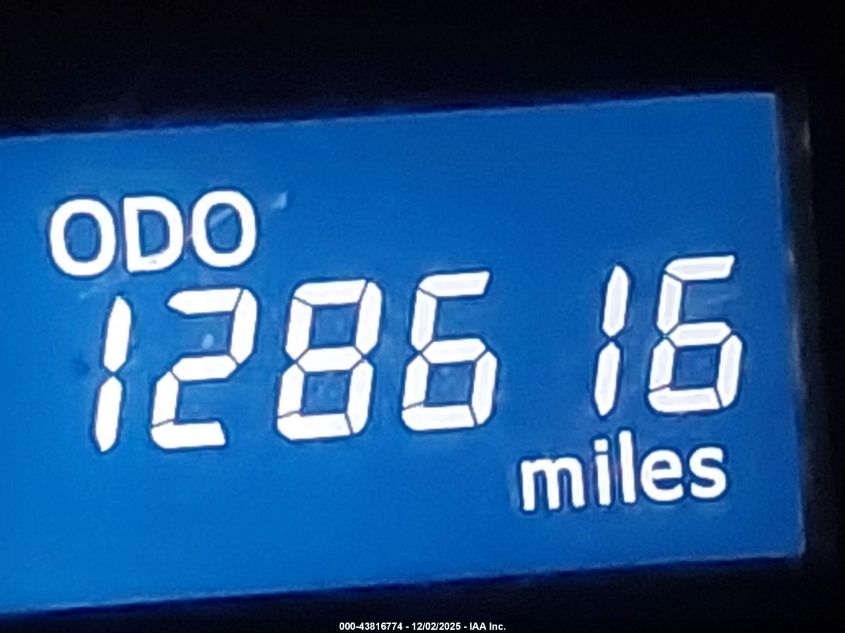 ODO
128616
miles
000-43816774 - 12/02/2025 - IAA Inc.